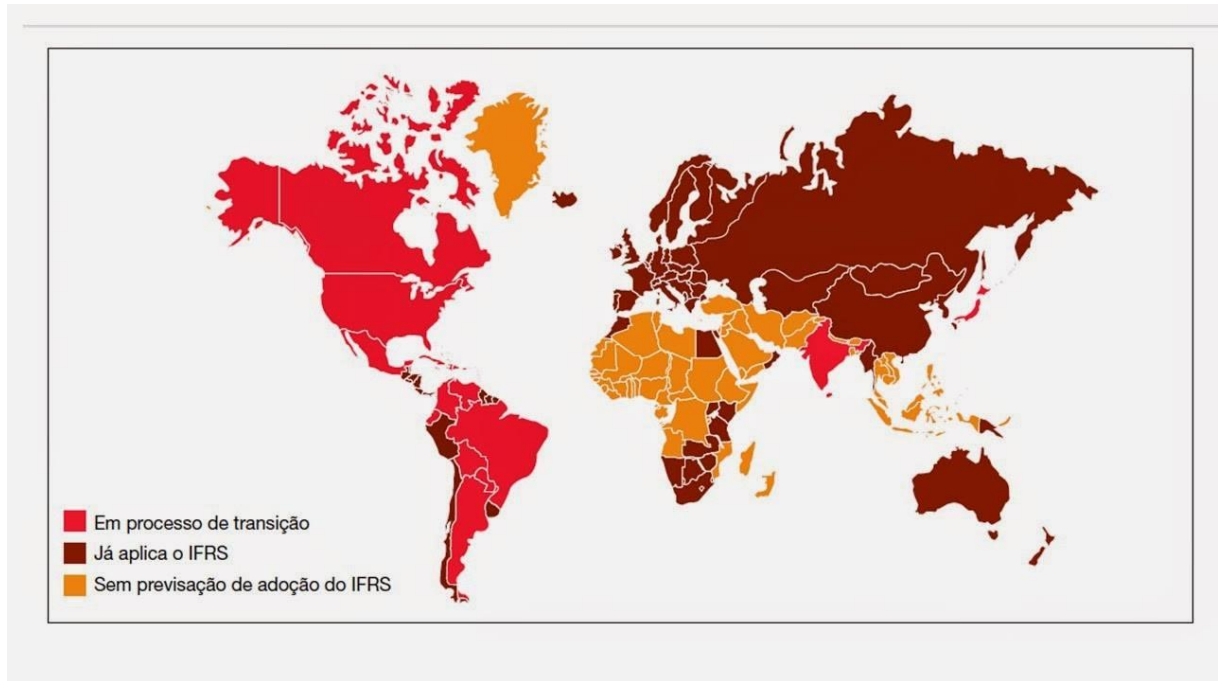 Em processo de transição
Já aplica o IFRS
Sem previsação de adoção do IFRS